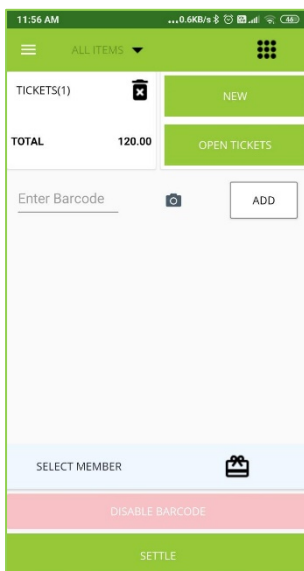 11:56 AM ...0.6KB/s 46
ALL ITEMS
TICKETS(1)
NEW
TOTAL 120.00
OPEN TICKETS
Enter Barcode
ADD
SELECT MEMBER
DISABLE BARCODE
SETTLE